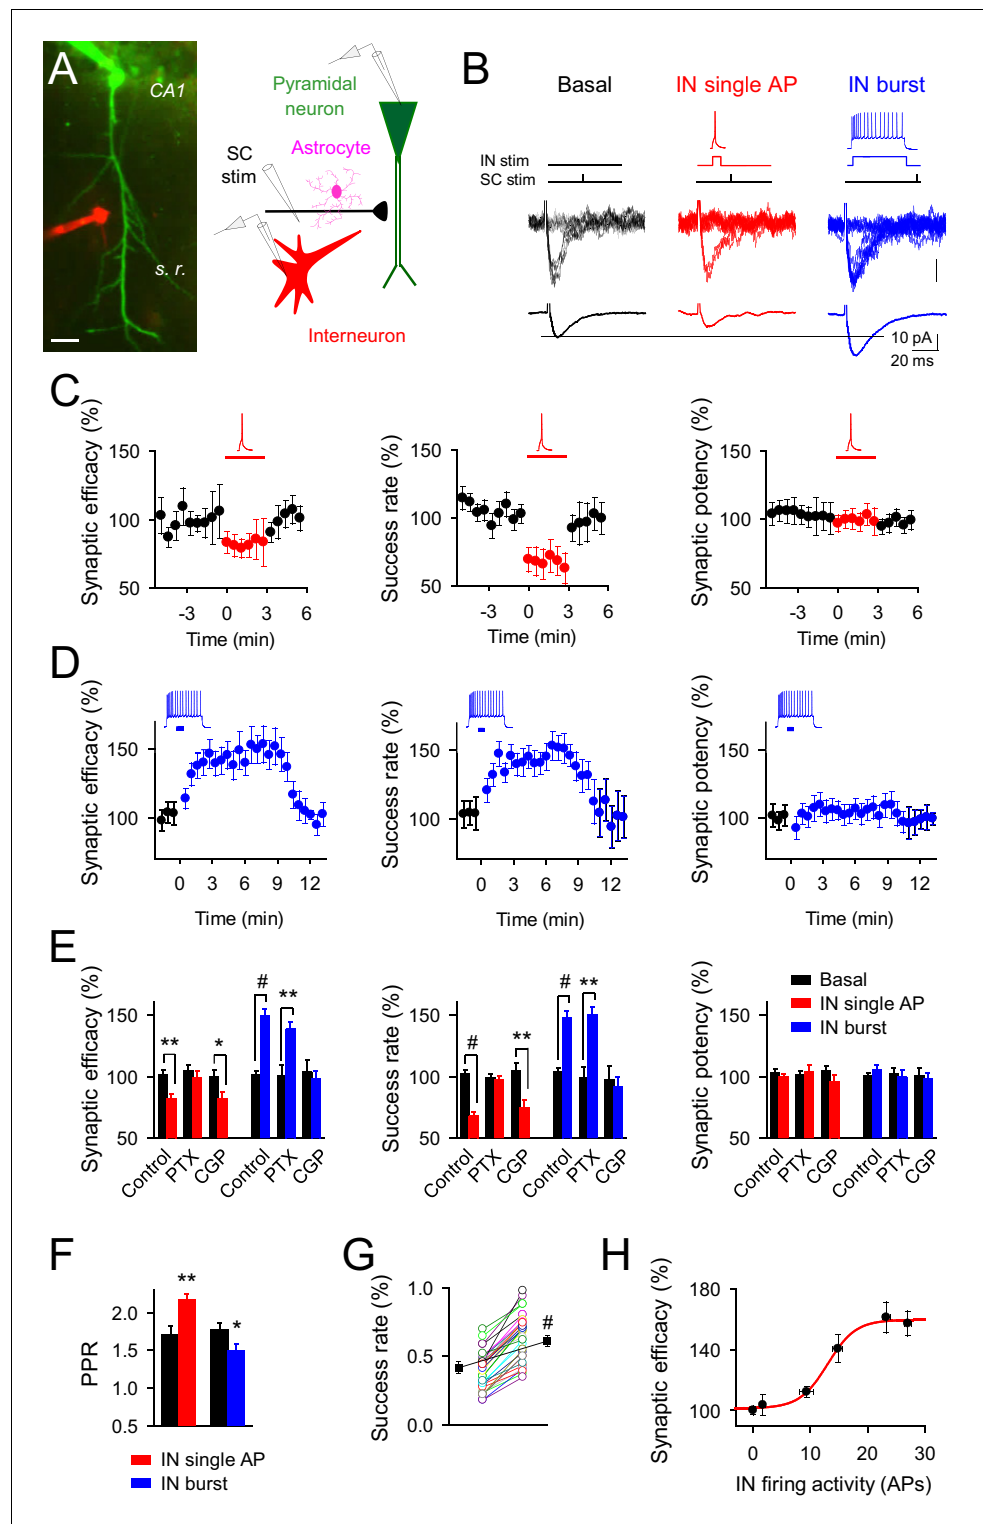 A
CA1
s. r.
Pyramidal
neuron
Astrocyte
SC
stim
Interneuron
B
Basal
IN single AP
IN burst
IN stim
SC stim
10 pA
20 ms
C
Synaptic efficacy (%)
150
100
50
-3
0
3
6
Time (min)
Success rate (%)
150
100
50
-3
0
3
6
Time (min)
Synaptic potency (%)
150
100
50
-3
0
3
6
Time (min)
D
Synaptic efficacy (%)
150
100
0
3
6
9
12
Time (min)
Success rate (%)
150
100
0
3
6
9
12
Time (min)
Synaptic potency (%)
150
100
0
3
6
9
12
Time (min)
E
Synaptic efficacy (%)
150
100
50
**
*
#
**
Control
PTX
CGP
Control
PTX
CGP
Success rate (%)
150
100
50
#
**
#
**
Control
PTX
CGP
Control
PTX
CGP
Synaptic potency (%)
150
100
50
Basal
IN single AP
IN burst
Control
PTX
CGP
Control
PTX
CGP
F
PPR
2.0
1.5
1.0
0.5
**
*
IN single AP
IN burst
G
Success rate (%)
1.0
0.5
0.0
#
H
Synaptic efficacy (%)
180
140
100
0
10
20
30
IN firing activity (APs)